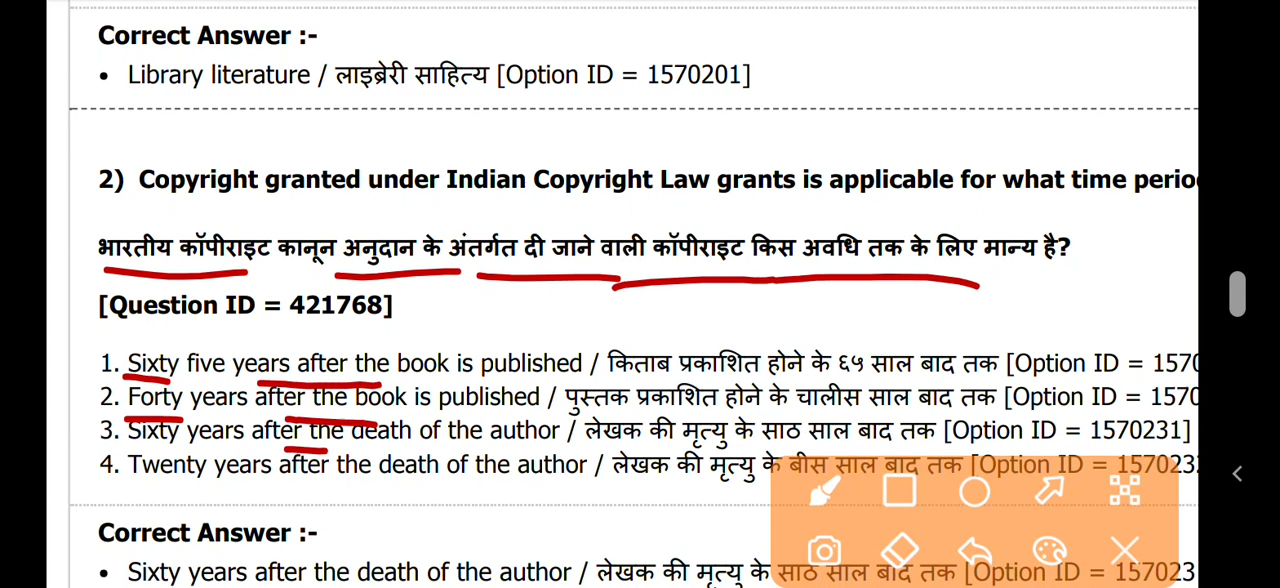 Correct Answer :-
• Library literature / लाइब्रेरी साहित्य [Option ID = 1570201]
2) Copyright granted under Indian Copyright Law grants is applicable for what time
भारतीय कॉपीराइट कानून अनुदान के अंतर्गत दी जाने वाली कॉपीराइट किस अवधि तक के लिए मान्य है?
[Question ID = 421768]
1. Sixty five years after the book is published / किताब प्रकाशित होने के ६५ साल बाद तक [Option ID = 1570
2. Forty years after the book is published / पुस्तक प्रकाशित होने के चालीस साल बाद तक [Option ID = 1570
3. Sixty years after the death of the author / लेखक की मृत्यु के साठ साल बाद तक [Option ID = 1570231]
4. Twenty years after the death of the author / लेखक की मृत्यु के बीस साल बाद तक [Option ID = 157023
Correct Answer :-
• Sixty years after the death of the author / लेखक की मृत्यु के साठ साल बाद तक [Option ID = 157023